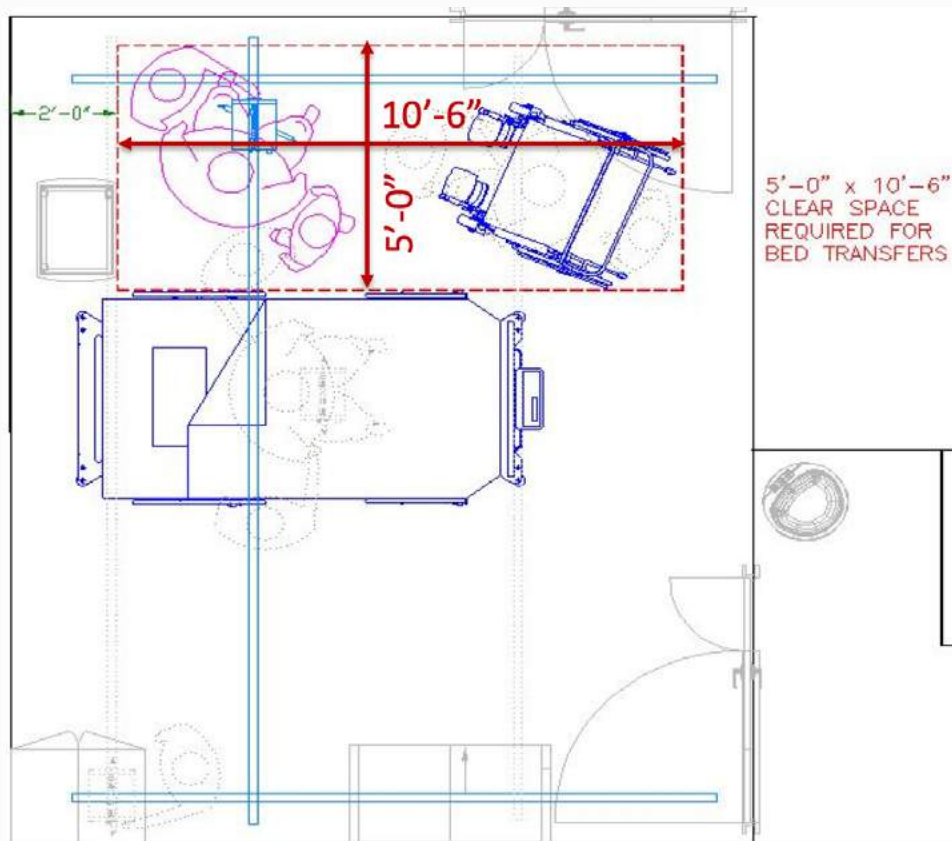 2'-0"
10'-6"
5'-0"
5'-0" x 10'-6"
CLEAR SPACE
REQUIRED FOR
BED TRANSFERS